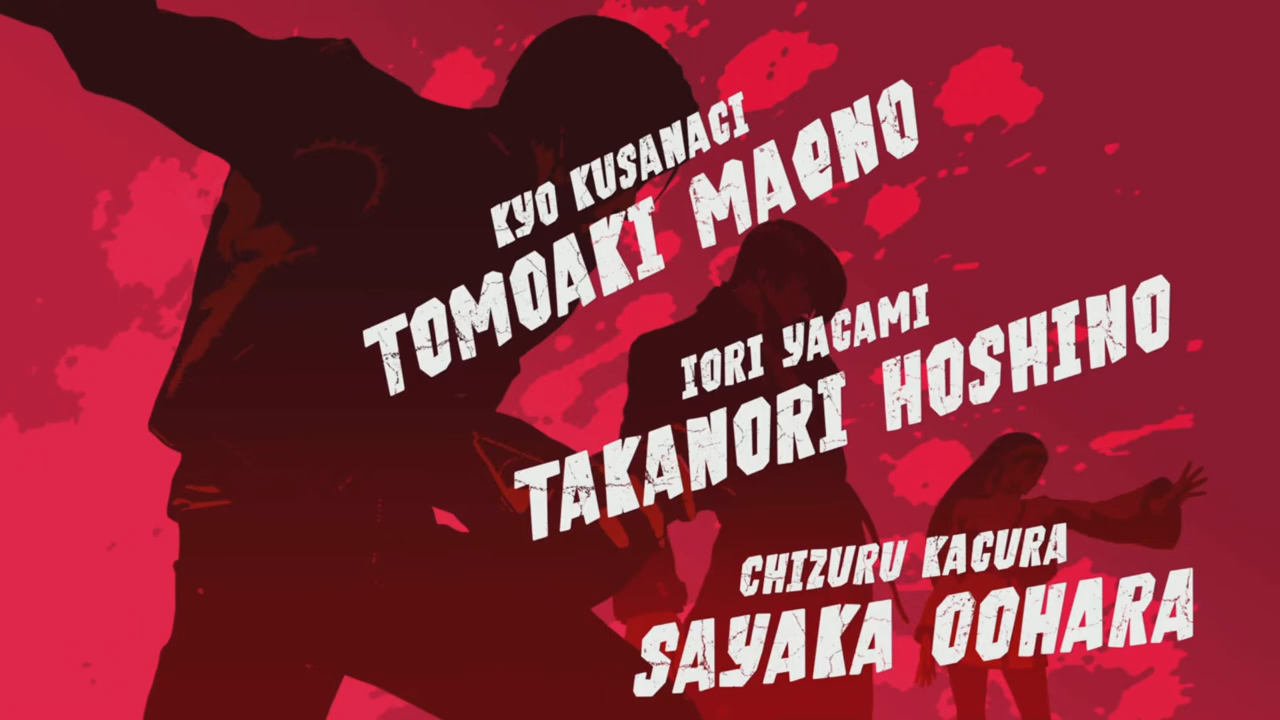 KYO KUSANAGI
TOMOAKI MAENO
IORI YAGAMI
TAKANORI HOSHINO
CHIZURU KAGURA
SAYAKA OOHARA